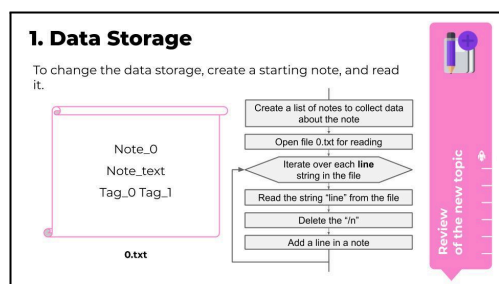 1. Data Storage
To change the data storage, create a starting note, and read
it.
Note_0
Note_text
Tag_0 Tag_1
0.txt
Create a list of notes to collect data
about the note
Open file 0.txt for reading
Iterate over each line
string in the file
Read the string “line” from the file
Delete the “/n”
Add a line in a note
Review
of the new topic